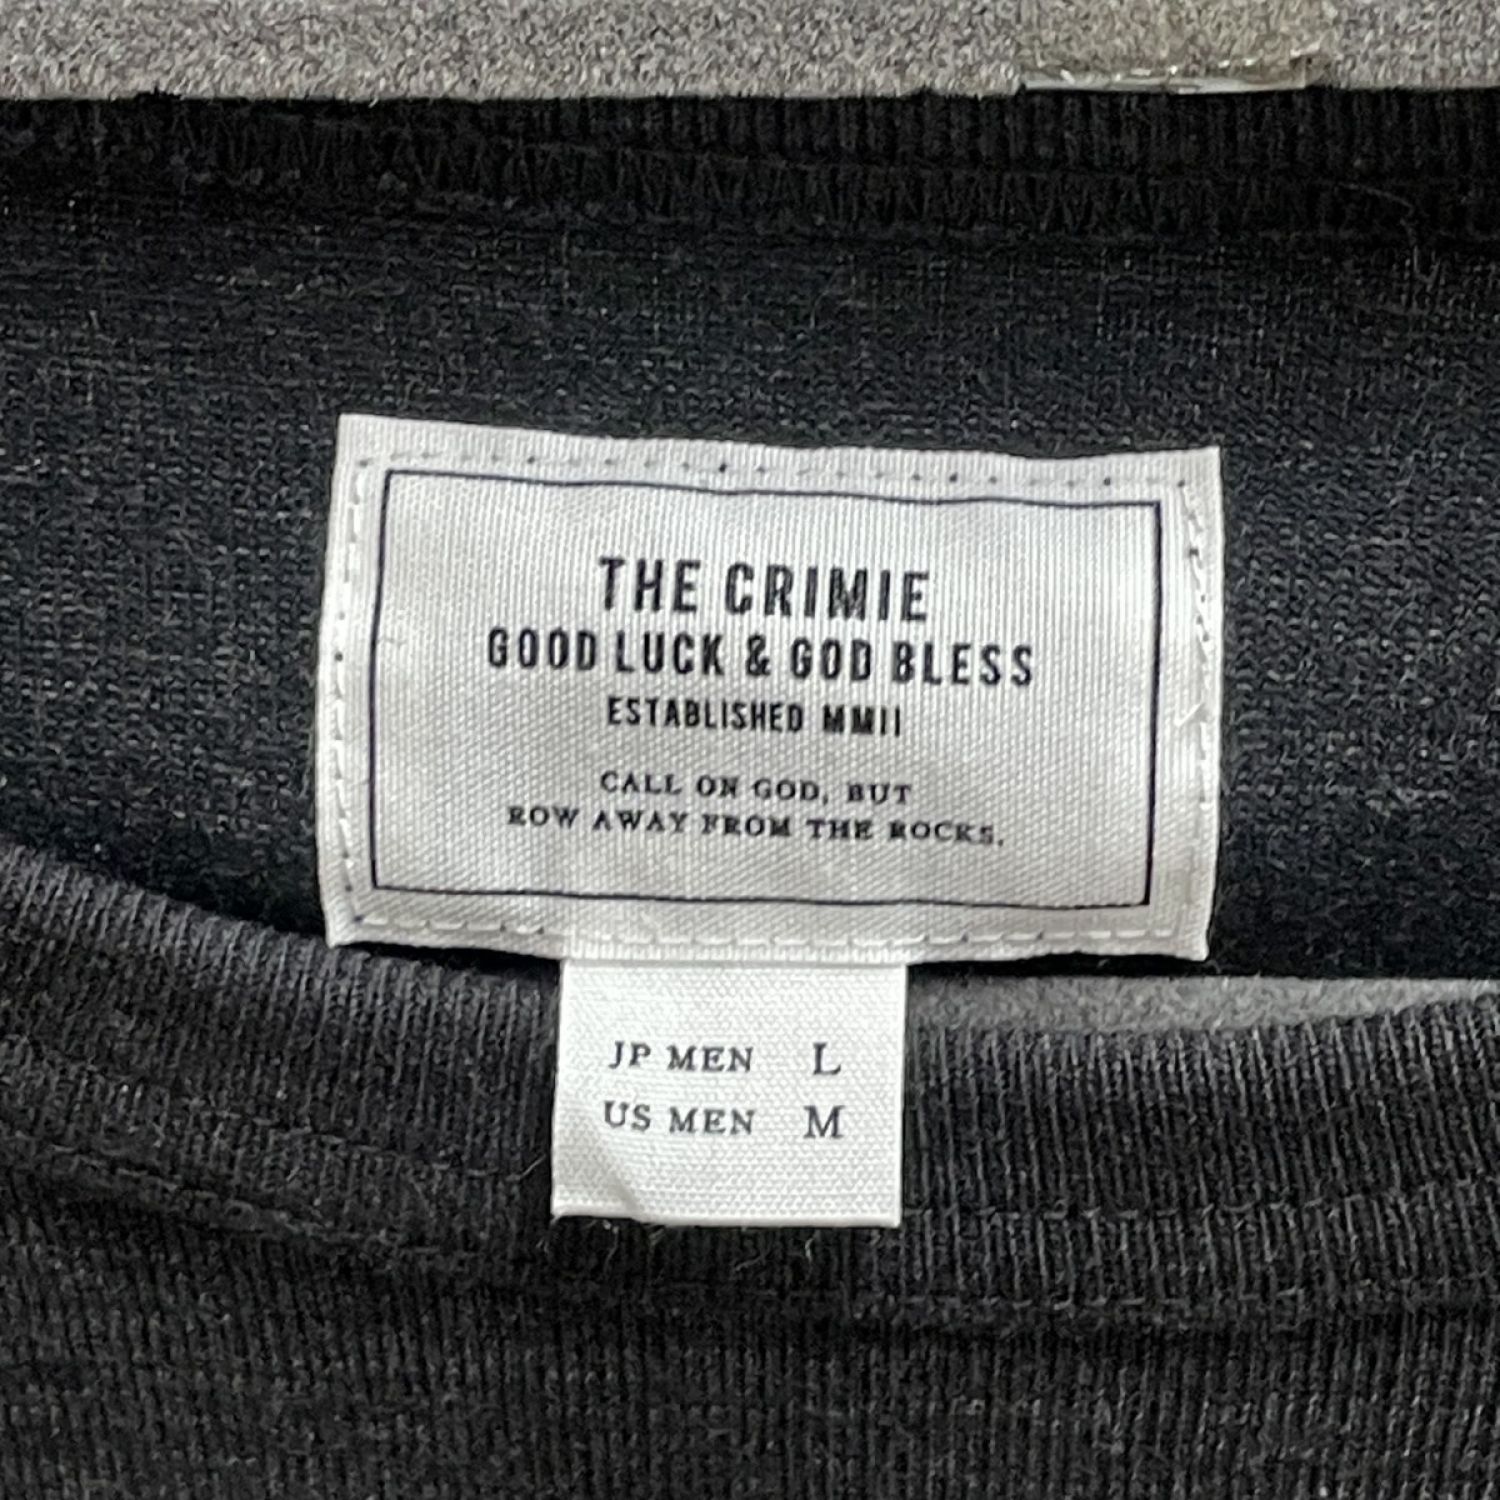 THE CRIMIE
GOOD LUCK & GOD BLESS
ESTABLISHED MMII
CALL ON GOD, BUT
ROW AWAY FROM THE ROCKS.
JP MEN L
US MEN M